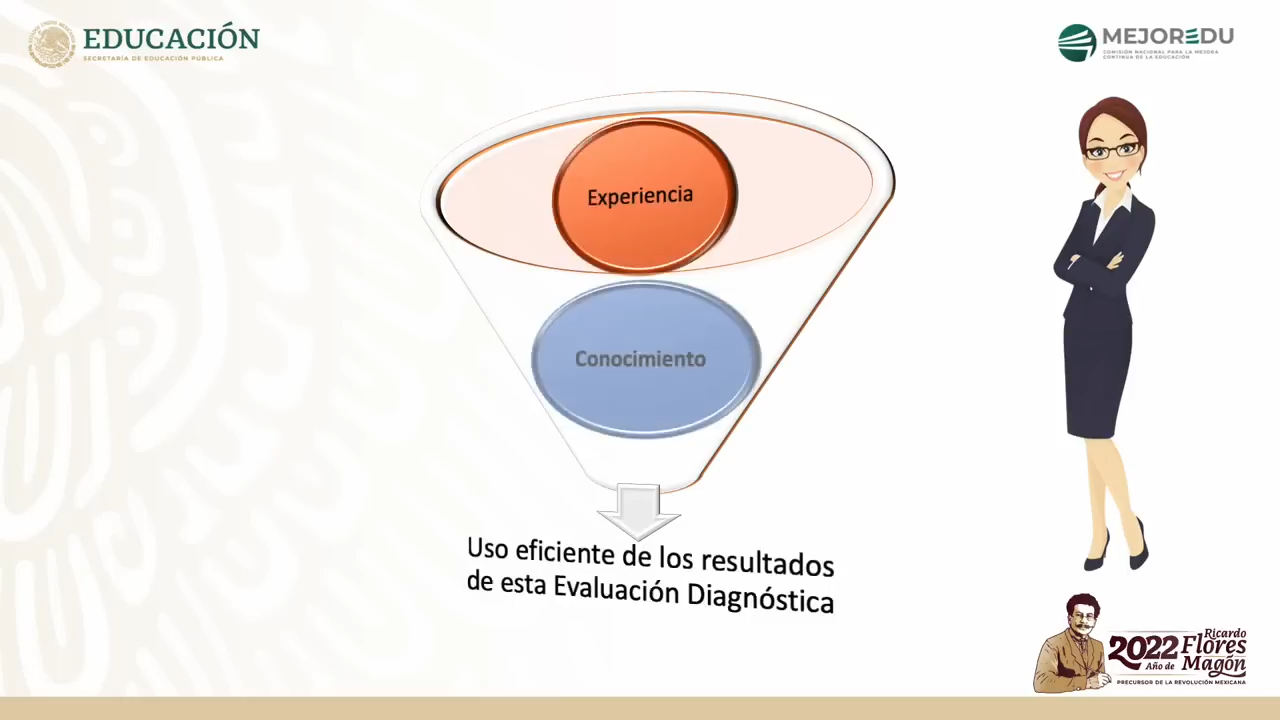 EDUCACIÓN
SECRETARÍA DE EDUCACIÓN PÚBLICA
MEJOREDU
COMISIÓN NACIONAL PARA LA MEJORA
CONTINUA DE LA EDUCACIÓN
Experiencia
Conocimiento
Uso eficiente de los resultados
de esta Evaluación Diagnóstica
2022 Ricardo
Flores
Año de Magón
PRECURSOR DE LA REVOLUCIÓN MEXICANA